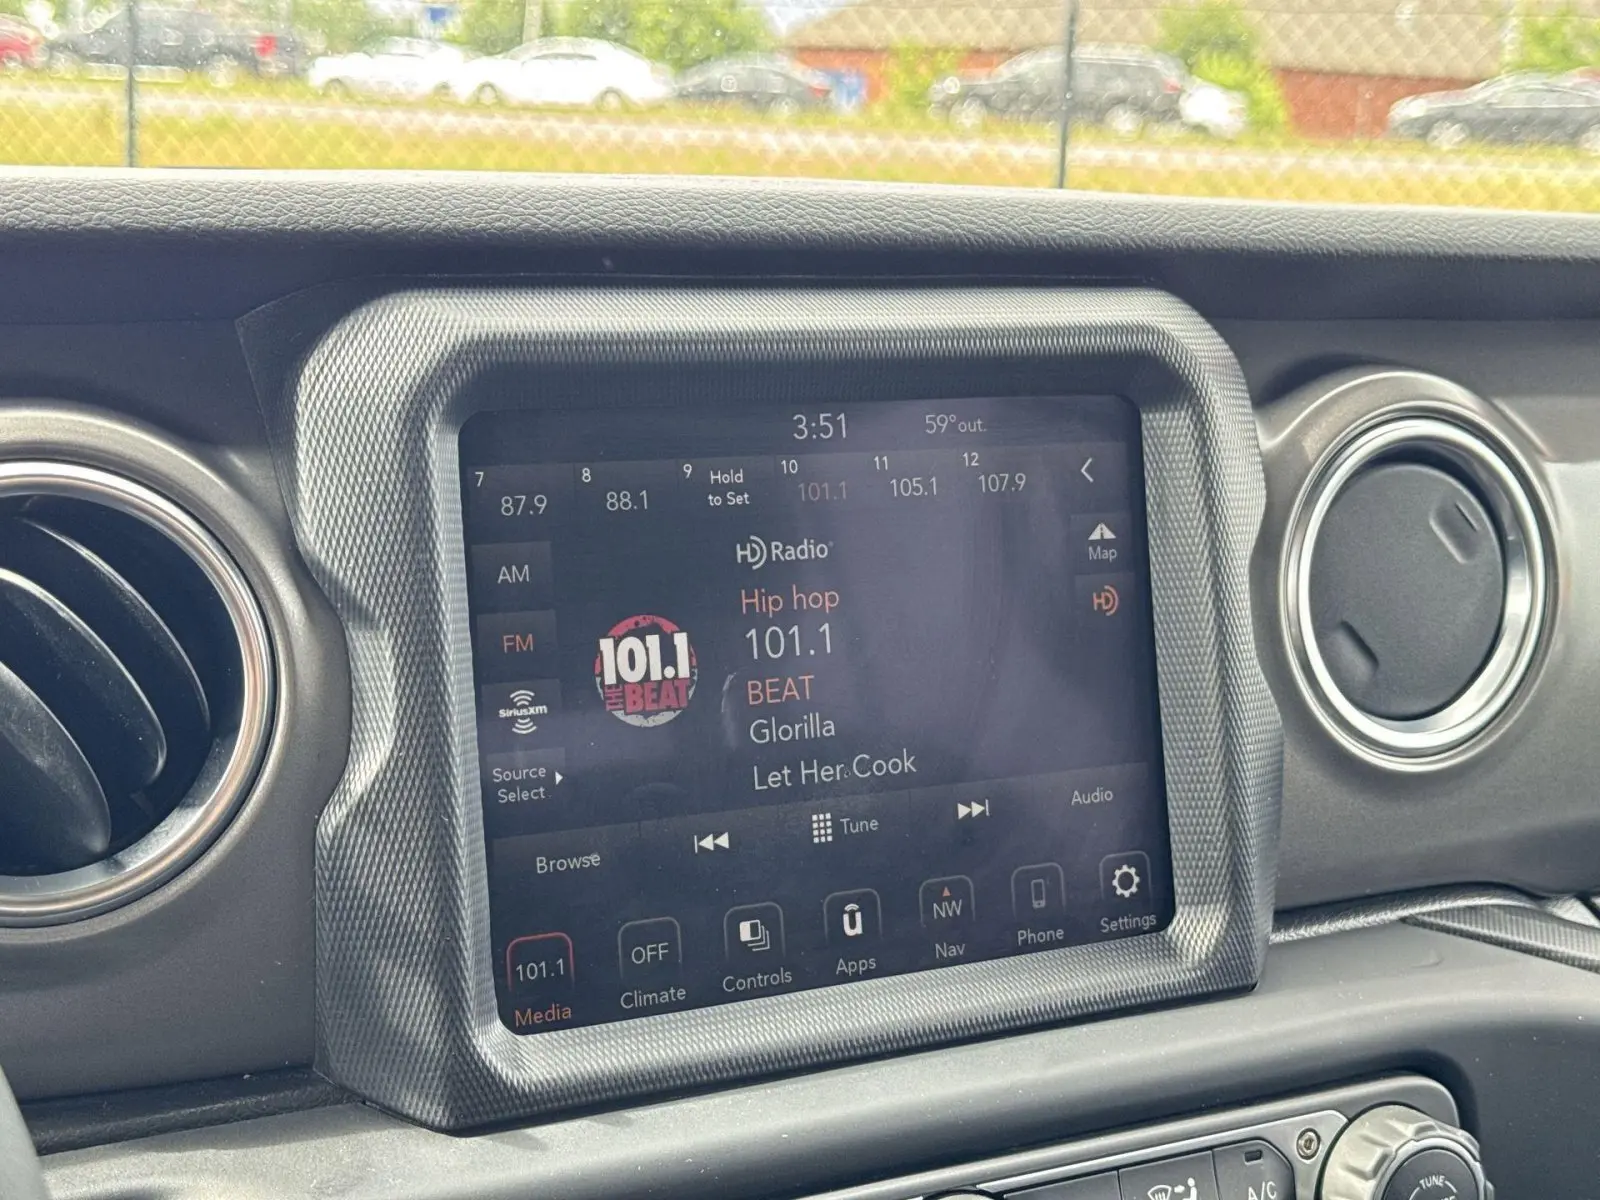 3:51 59° out.
7 87.9
8 88.1
9 Hold to Set
10 101.1
11 105.1
12 107.9
HD Radio
Map
AM
HD
Hip hop
FM
101.1
101.1
THE BEAT
BEAT
SiriusXM
Glorilla
Source
Select
Let Her Cook
Browse
Tune
Audio
101.1
Media
OFF
Climate
Controls
û
Apps
NW
Nav
Phone
Settings
A/C
TUNE